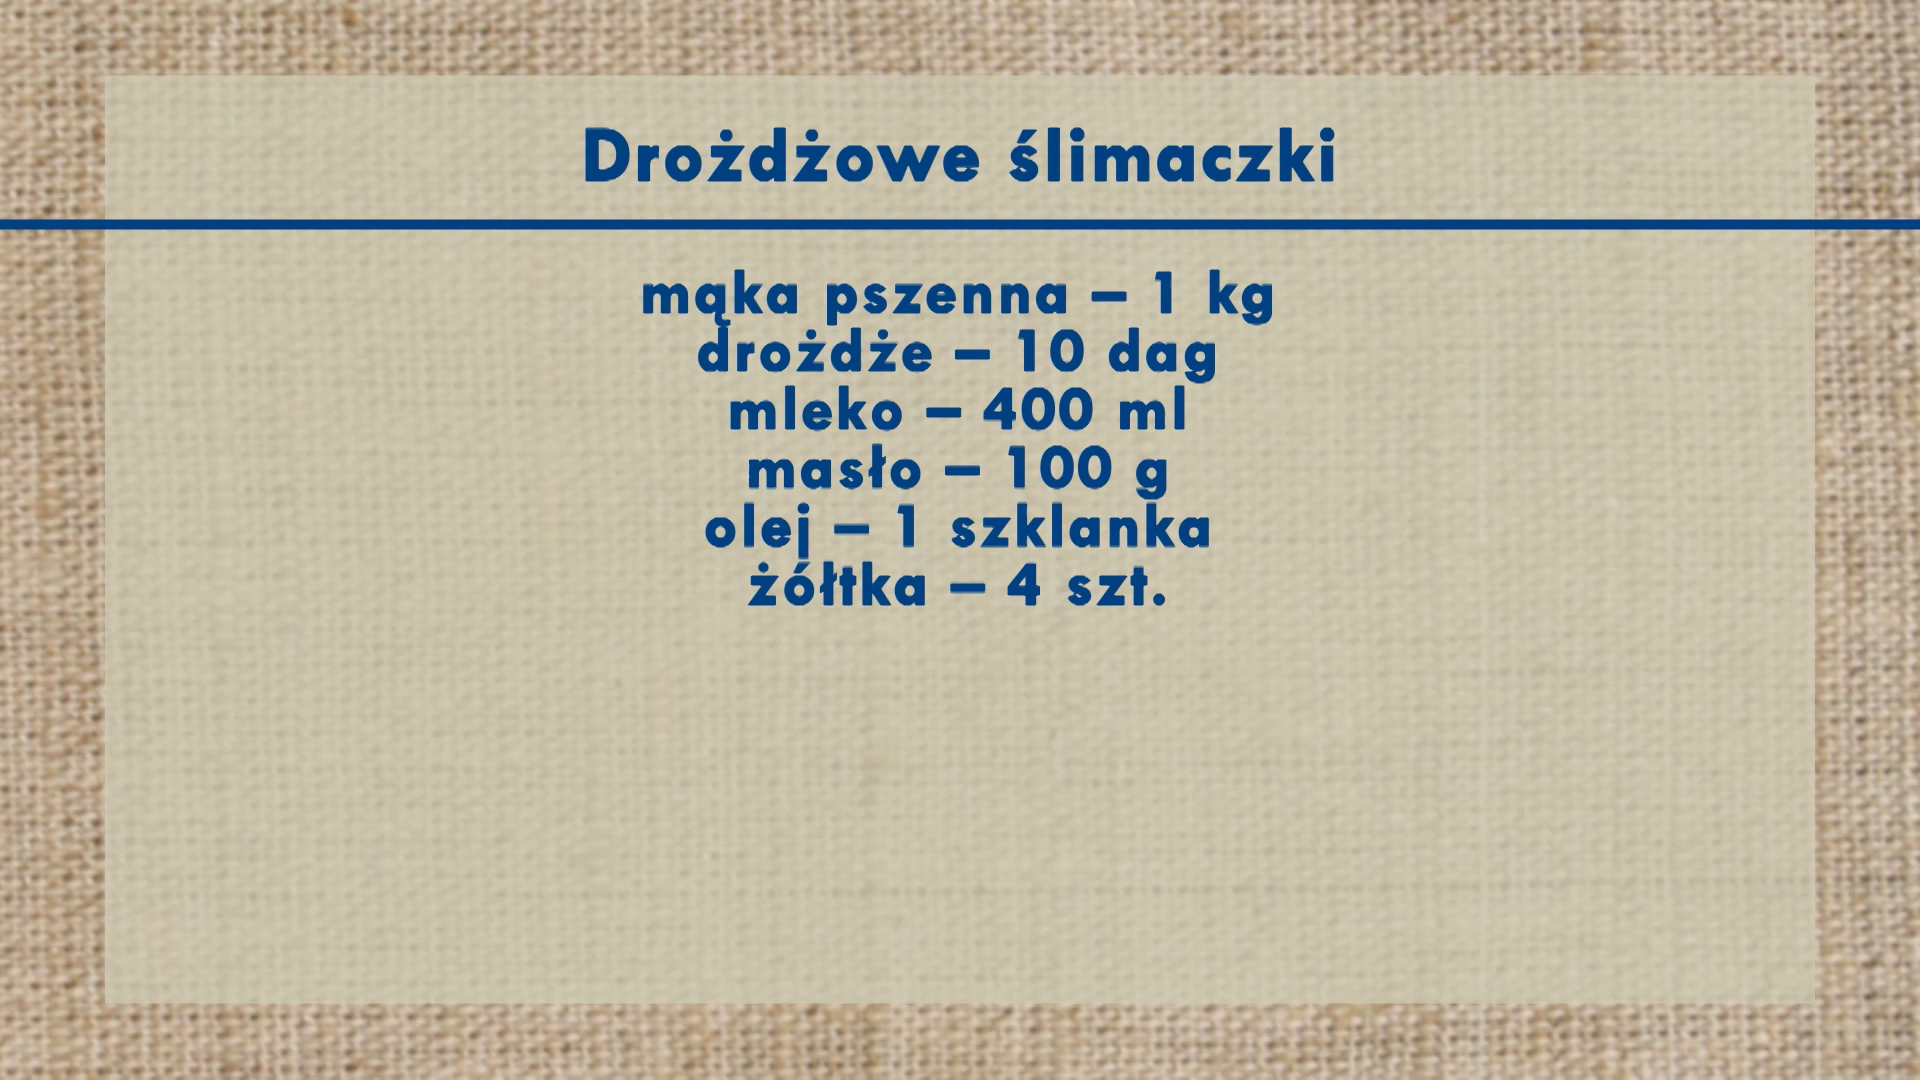 Drożdżowe ślimaczki
mąka pszenna – 1 kg
drożdże – 10 dag
mleko – 400 ml
masło – 100 g
olej – 1 szklanka
żółtka – 4 szt.